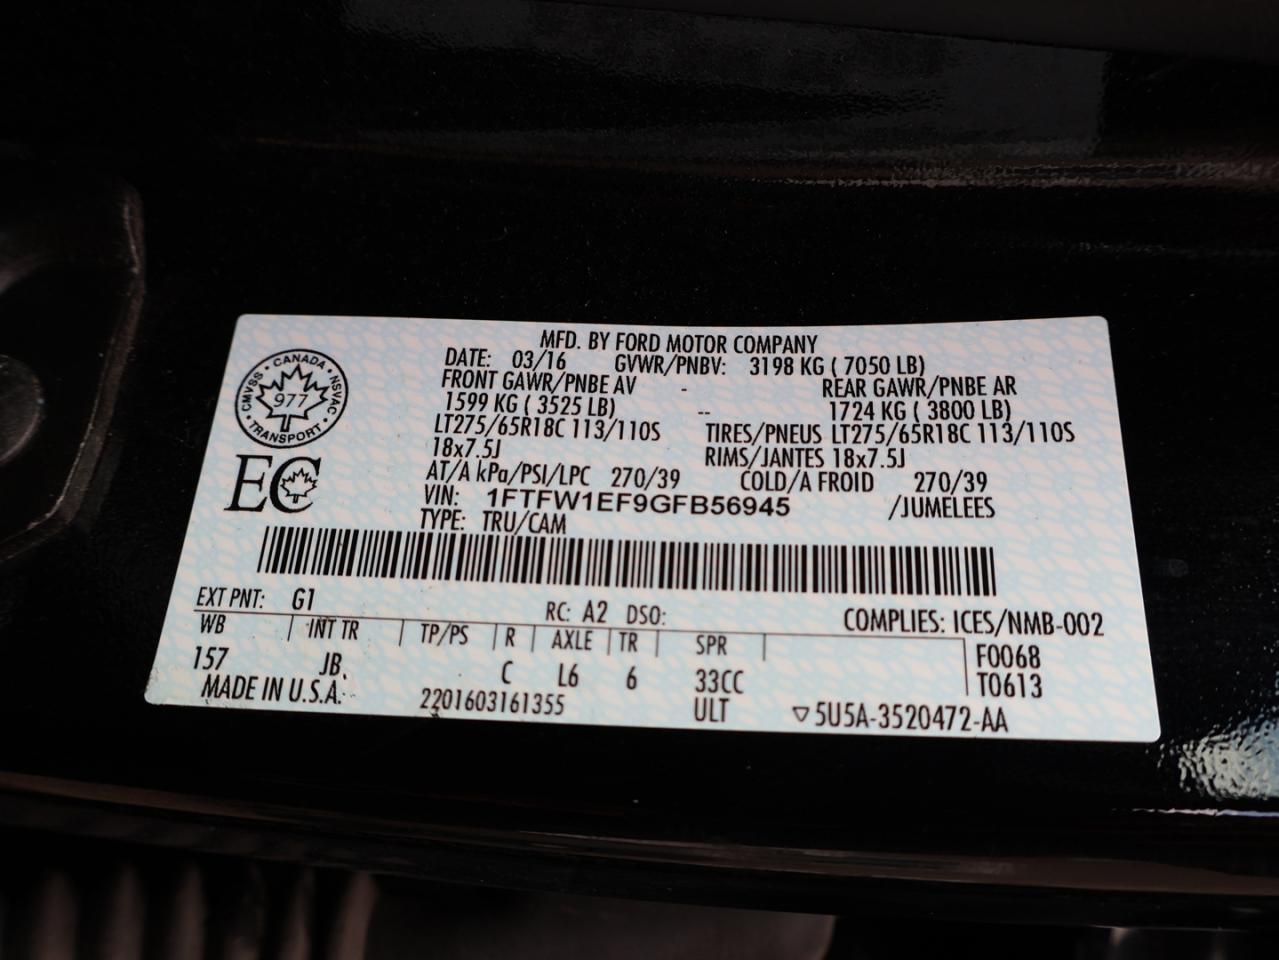 MFD. BY FORD MOTOR COMPANY
DATE: 03/16 GVWR/PNBV: 3198 KG ( 7050 LB)
FRONT GAWR/PNBE AV - REAR GAWR/PNBE AR
1599 KG ( 3525 LB) -- 1724 KG ( 3800 LB)
LT275/65R18C 113/110S TIRES/PNEUS LT275/65R18C 113/110S
18x7.5J RIMS/JANTES 18x7.5J
AT/A kPa/PSI/LPC 270/39 COLD/A FROID 270/39
VIN: 1FTFW1EF9GFB56945 /JUMELEES
TYPE: TRU/CAM
CANADA
CMVSS • NSVAC
977
TRANSPORT
EC
EXT PNT: G1 RC: A2 DSO: COMPLIES: ICES/NMB-002
WB | INT TR | TP/PS | R | AXLE | TR | SPR | F0068
157 JB. C L6 6 33CC T0613
MADE IN U.S.A. 2201603161355 ULT ▽5U5A-3520472-AA